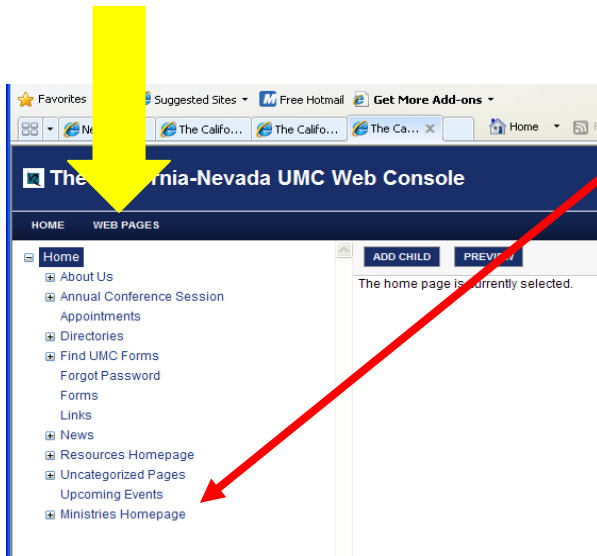 Favorites Suggested Sites Free Hotmail Get More Add-ons
The Califo... The Califo... The Ca... Home
The nia-Nevada UMC Web Console
HOME WEB PAGES
Home
ADD CHILD PREVIEW
About Us
The home page is currently selected.
Annual Conference Session
Appointments
Directories
Find UMC Forms
Forgot Password
Forms
Links
News
Resources Homepage
Uncategorized Pages
Upcoming Events
Ministries Homepage